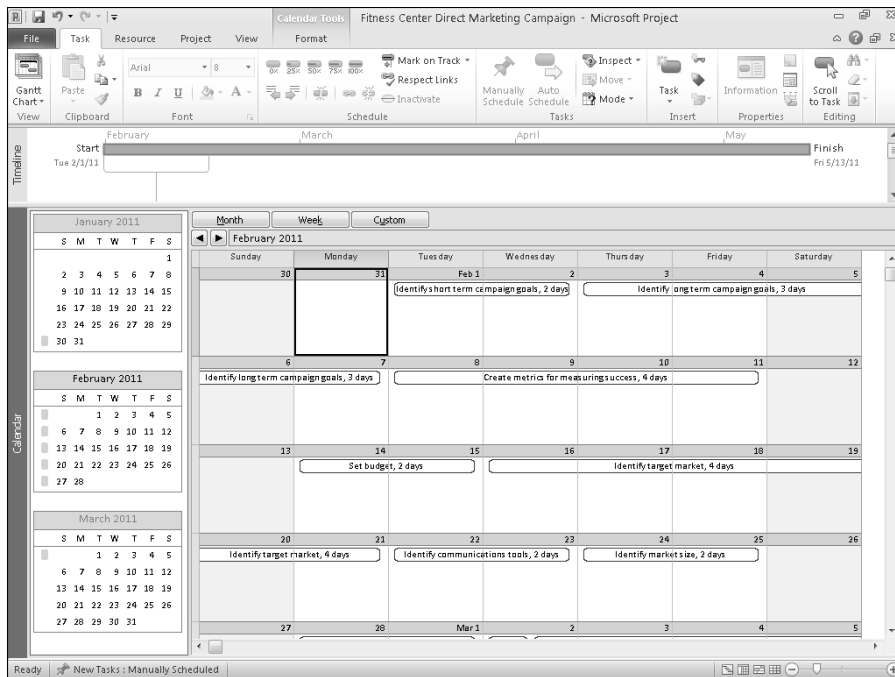 Calendar Tools Fitness Center Direct Marketing Campaign - Microsoft Project
File Task Resource Project View Format
Gantt Chart
Paste
Arial 8
B I U A
0% 25% 50% 75% 100%
Mark on Track
Respect Links
Inactivate
Manually Schedule
Auto Schedule
Inspect
Move
Mode
Task
Information
Scroll to Task
View Clipboard Font Schedule Tasks Insert Properties Editing
Timeline
February March April May
Start Finish
Tue 2/1/11 Fri 5/13/11
Calendar
January 2011
S M T W T F S
1
2 3 4 5 6 7 8
9 10 11 12 13 14 15
16 17 18 19 20 21 22
23 24 25 26 27 28 29
30 31
February 2011
S M T W T F S
1 2 3 4 5
6 7 8 9 10 11 12
13 14 15 16 17 18 19
20 21 22 23 24 25 26
27 28
March 2011
S M T W T F S
1 2 3 4 5
6 7 8 9 10 11 12
13 14 15 16 17 18 19
20 21 22 23 24 25 26
27 28 29 30 31
Month Week Custom
February 2011
Sunday Monday Tuesday Wednesday Thursday Friday Saturday
30 31 Feb 1 2 3 4 5
Identify short term campaign goals, 2 days Identify long term campaign goals, 3 days
6 7 8 9 10 11 12
Identify long term campaign goals, 3 days Create metrics for measuring success, 4 days
13 14 15 16 17 18 19
Set budget, 2 days Identify target market, 4 days
20 21 22 23 24 25 26
Identify target market, 4 days Identify communications tools, 2 days Identify market size, 2 days
27 28 Mar 1 2 3 4 5
Ready New Tasks : Manually Scheduled